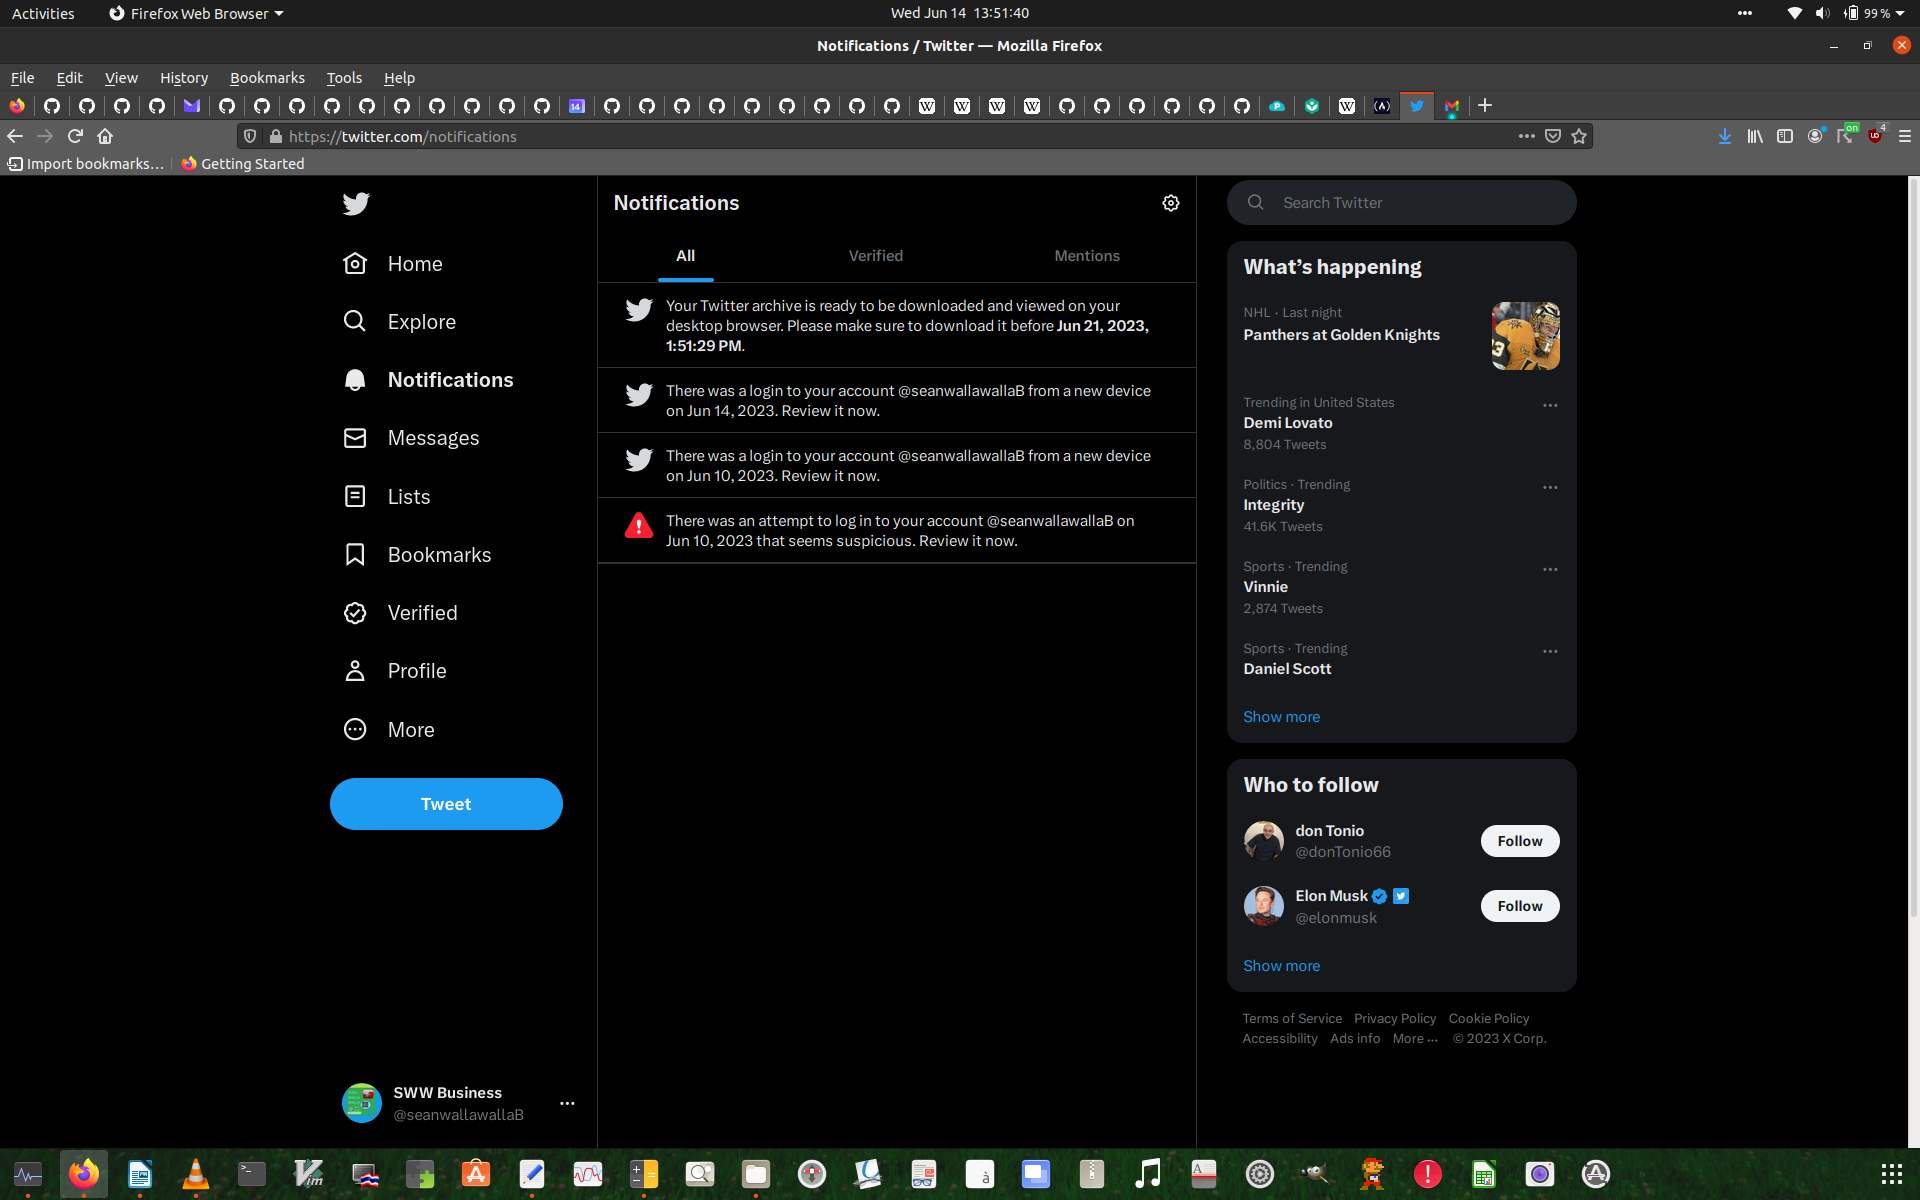 Activities
Firefox Web Browser
Wed Jun 14 13:51:40
99 %
Notifications / Twitter — Mozilla Firefox
File Edit View History Bookmarks Tools Help
https://twitter.com/notifications
on
4
Import bookmarks…
Getting Started
Home
Explore
Notifications
Messages
Lists
Bookmarks
Verified
Profile
More
Tweet
SWW Business
@seanwallawallaB
Notifications
All
Verified
Mentions
Your Twitter archive is ready to be downloaded and viewed on your
desktop browser. Please make sure to download it before Jun 21, 2023,
1:51:29 PM.
There was a login to your account @seanwallawallaB from a new device
on Jun 14, 2023. Review it now.
There was a login to your account @seanwallawallaB from a new device
on Jun 10, 2023. Review it now.
There was an attempt to log in to your account @seanwallawallaB on
Jun 10, 2023 that seems suspicious. Review it now.
Search Twitter
What’s happening
NHL · Last night
Panthers at Golden Knights
Trending in United States
Demi Lovato
8,804 Tweets
Politics · Trending
Integrity
41.6K Tweets
Sports · Trending
Vinnie
2,874 Tweets
Sports · Trending
Daniel Scott
Show more
Who to follow
don Tonio
@donTonio66
Follow
Elon Musk
@elonmusk
Follow
Show more
Terms of Service Privacy Policy Cookie Policy
Accessibility Ads info More ··· © 2023 X Corp.